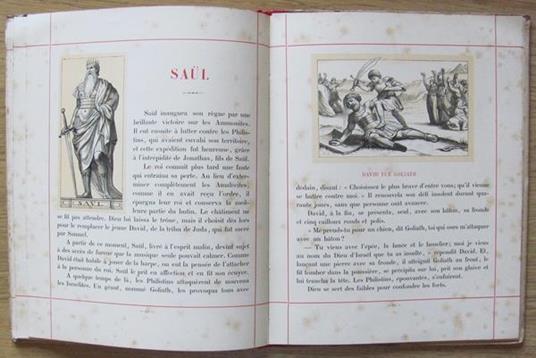 SAÜL
Saül inaugura son règne par une
brillante victoire sur les Ammonites.
Il eut ensuite à lutter contre les Philis-
tins, qui avaient envahi son territoire,
et cette expédition fut heureuse, grâce
à l'intrépidité de Jonathas, fils de Saül.
Le roi commit plus tard une faute
qui entraîna sa perte. Au lieu d'exter-
miner complètement les Amalécites,
comme il en avait reçu l'ordre, il
épargna leur roi et conserva la meil-
leure partie du butin. Le châtiment ne
SAÜL
se fit pas attendre. Dieu lui laissa le trône, mais il choisit dès lors
pour le remplacer le jeune David, de la tribu de Juda, qui fut sacré
par Samuel.
A partir de ce moment, Saül, livré à l'esprit malin, devint sujet
à des accès de fureur que la musique seule pouvait calmer. Comme
David était habile à jouer de la harpe, on eut la pensée de l'attacher
à la personne du roi. Saül le prit en affection et en fit son écuyer.
A quelque temps de là, les Philistins attaquèrent de nouveau
les Israélites. Un géant, nommé Goliath, les provoqua tous avec
DAVID TUE GOLIATH
dédain, disant : « Choisissez le plus brave d'entre vous; qu'il vienne
se battre contre moi. » Il renouvela son défi insolent durant qua-
rante jours, sans que personne osât avancer.
David, à la fin, se présenta, seul, avec son bâton, sa fronde
et cinq cailloux ronds et polis.
« Me prends-tu pour un chien, dit Goliath, toi qui oses m'attaquer
avec un bâton?
— Tu viens avec l'épée, la lance et le bouclier; moi je viens
au nom du Dieu d'Israël que tu as insulté, » répondit David. Et,
lançant une pierre avec sa fronde, il atteignit Goliath au front, le
fit tomber dans la poussière, se précipita sur lui, prit son glaive et
lui trancha la tête. Les Philistins, épouvantés, s'enfuirent.
Dieu se sert des faibles pour confondre les forts.